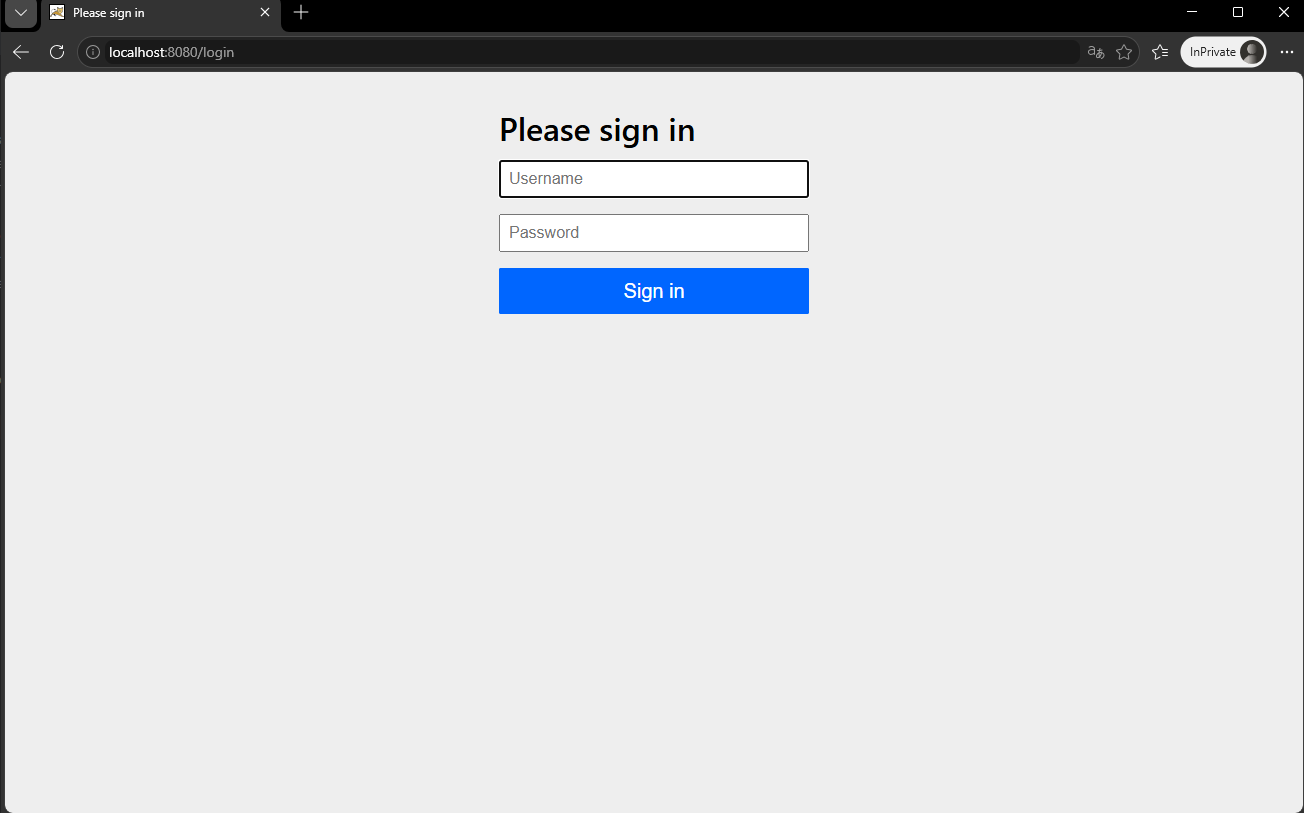 Please sign in
localhost:8080/login
InPrivate
Please sign in
Username
Password
Sign in